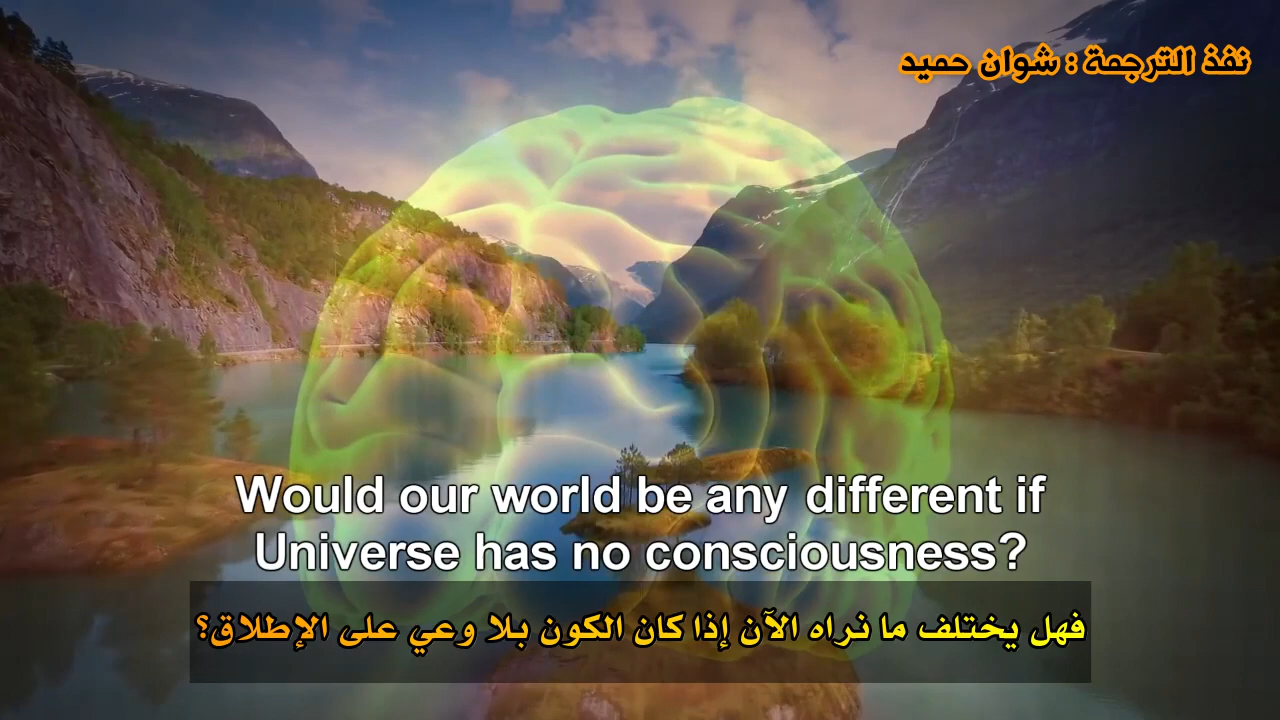 نفذ الترجمة : شوان حميد
Would our world be any different if
Universe has no consciousness?
فهل يختلف ما نراه الآن إذا كان الكون بلا وعي على الإطلاق؟